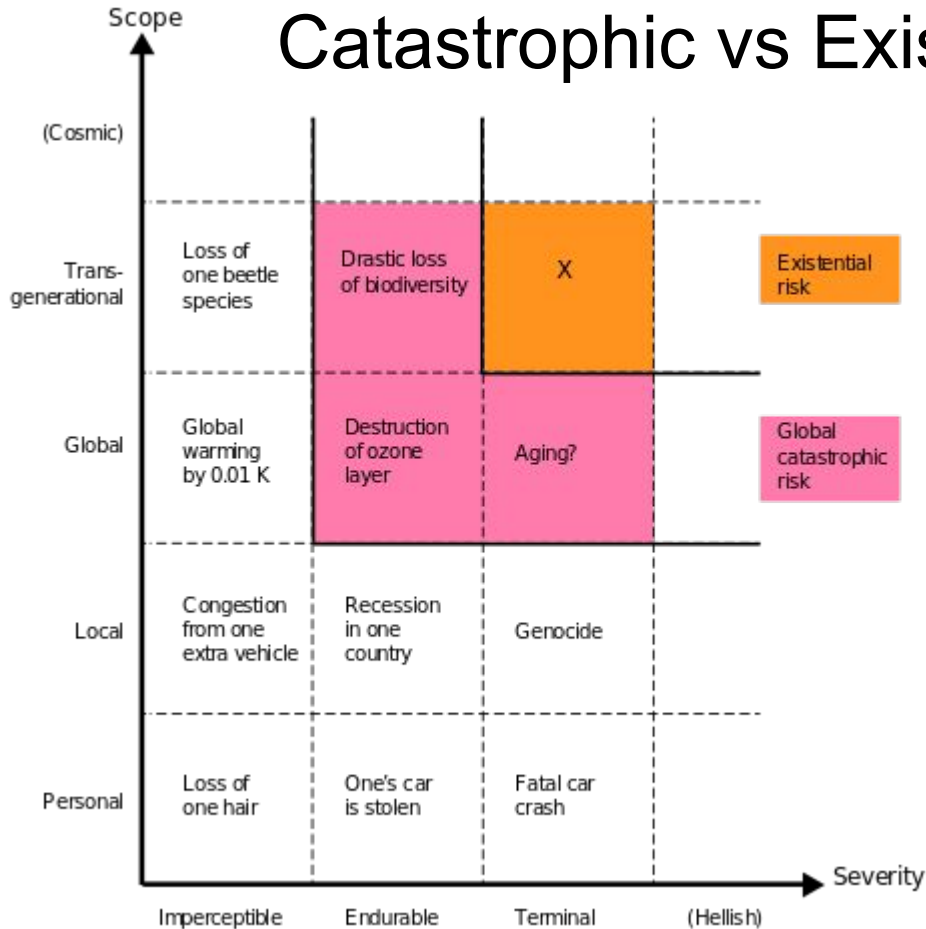 Scope
Catastrophic vs Exis
(Cosmic)
Loss of
one beetle
species
Drastic loss
of biodiversity
X
Trans-
generational
Existential
risk
Global
Global
warming
by 0.01 K
Destruction
of ozone
layer
Aging?
Global
catastrophic
risk
Local
Congestion
from one
extra vehicle
Recession
in one
country
Genocide
Personal
Loss of
one hair
One's car
is stolen
Fatal car
crash
Severity
Imperceptible
Endurable
Terminal
(Hellish)